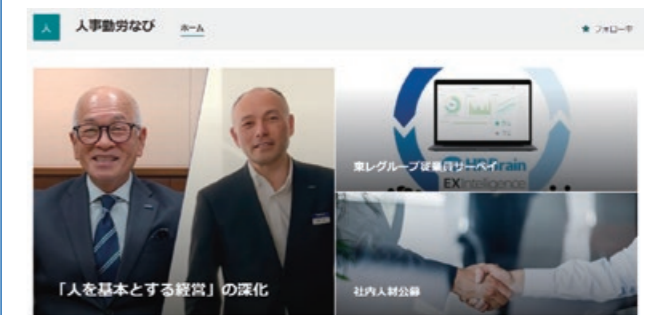 人
人事勤労なび
ホーム
★ フォロー中
東レグループ従業員サーベイ
HRBrain
EXIntelligence
「人を基本とする経営」の深化
社内人材公募